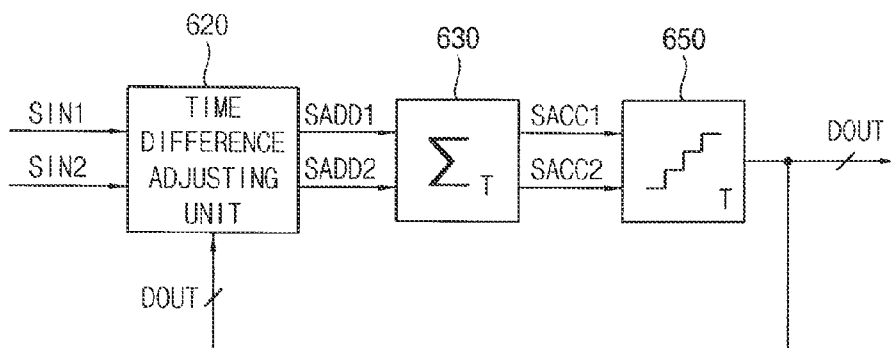 620
630
650
SIN1
SIN2
TIME
DIFFERENCE
ADJUSTING
UNIT
SADD1
SADD2
Σ T
SACC1
SACC2
T
DOUT
DOUT